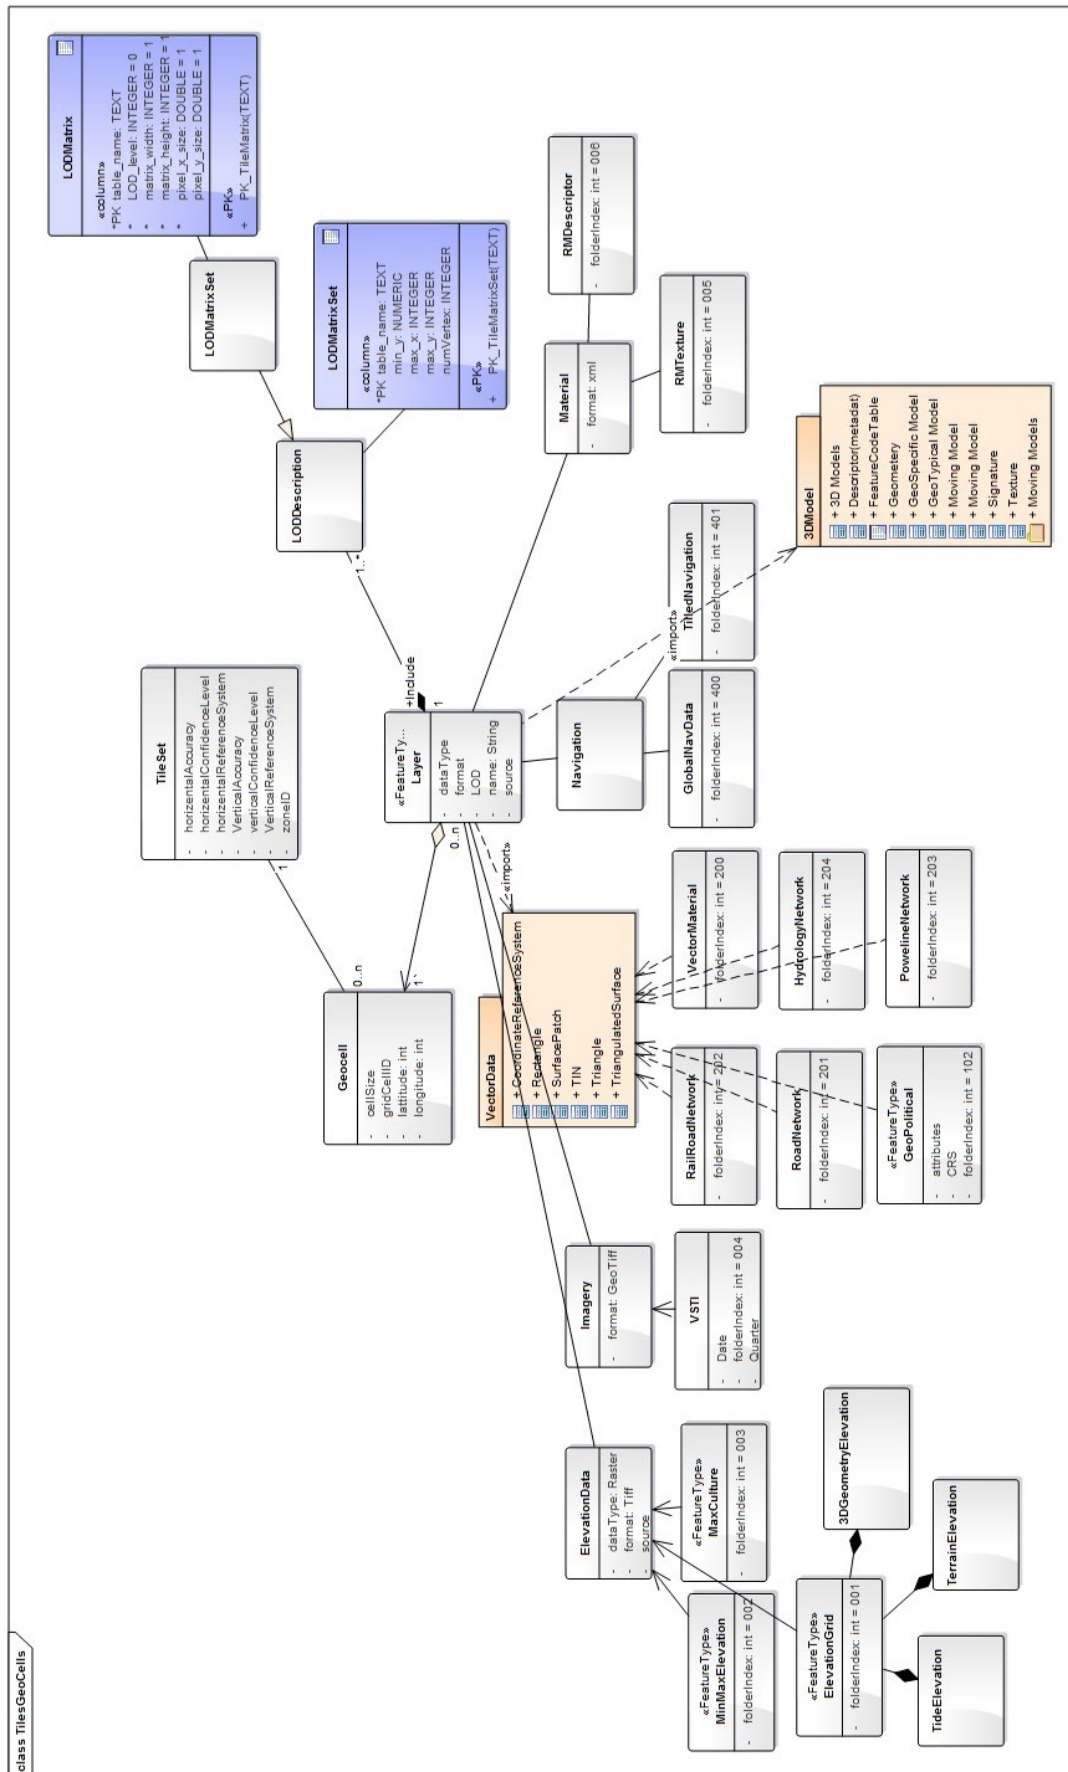 class TilesGeoCells
TileSet
- horizentalAccuracy
- horizentalConfidenceLevel
- horizentalReferenceSystem
- VerticalAccuracy
- verticalConfidenceLevel
- VerticalReferenceSystem
- zoneID
1
0..n
Geocell
- cellSize
- gridCellID
- lattitude: int
- longitude: int
1`
0..n
LODMatrix
«column»
*PK table_name: TEXT
* LOD_level: INTEGER = 0
* matrix_width: INTEGER = 1
* matrix_height: INTEGER = 1
* pixel_x_size: DOUBLE = 1
pixel_y_size: DOUBLE = 1
«PK»
+ PK_TileMatrix(TEXT)
LODMatrixSet
LODMatrixSet
«column»
*PK table_name: TEXT
min_y: NUMERIC
max_x: INTEGER
max_y: INTEGER
numVertex: INTEGER
«PK»
+ PK_TileMatrixSet(TEXT)
LODDescription
1..*
+Include
1
«FeatureTy...
Layer
- dataType
- format
- LOD
- name: String
- source
«import»
VectorData
+ CoordinateReferenceSystem
+ Rectangle
+ SurfacePatch
+ TIN
+ Triangle
+ TriangulatedSurface
Material
- format: xml
RMDescriptor
- folderIndex: int = 006
RMTexture
- folderIndex: int = 005
Navigation
«import»
TilledNavigation
- folderIndex: int = 401
GlobalNavData
- folderIndex: int = 400
3DModel
+ 3D Models
+ Descriptor(metadat)
+ FeatureCodeTable
+ Geometery
+ GeoSpecific Model
+ GeoTypical Model
+ Moving Model
+ Moving Model
+ Signature
+ Texture
+ Moving Models
ElevationData
- dataType: Raster
- format: Tiff
- source
Imagery
- format: GeoTiff
VSTI
- Date
- folderIndex: int = 004
- Quarter
RailRoadNetwork
- folderIndex: int = 202
VectorMaterial
- folderIndex: int = 200
RoadNetwork
- folderIndex: int = 201
HydrologyNetwork
- folderIndex: int = 204
«FeatureType»
GeoPolitical
- attributes
- CRS
- folderIndex: int = 102
PowelineNetwork
- folderIndex: int = 203
«FeatureType»
MinMaxElevation
- folderIndex: int = 002
«FeatureType»
MaxCulture
- folderIndex: int = 003
«FeatureType»
ElevationGrid
- folderIndex: int = 001
3DGeometryElevation
TideElevation
TerrainElevation